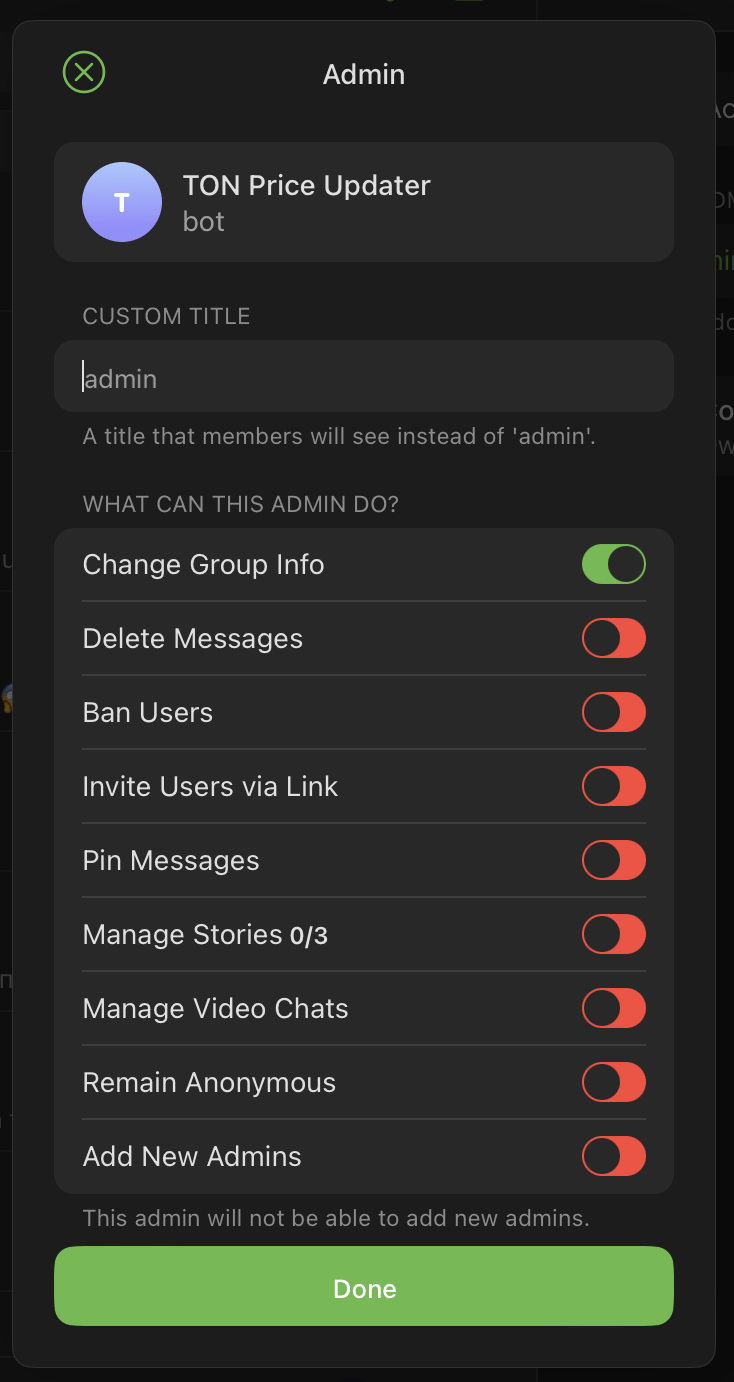 Admin
T
TON Price Updater
bot
CUSTOM TITLE
admin
A title that members will see instead of 'admin'.
WHAT CAN THIS ADMIN DO?
Change Group Info
Delete Messages
Ban Users
Invite Users via Link
Pin Messages
Manage Stories 0/3
Manage Video Chats
Remain Anonymous
Add New Admins
This admin will not be able to add new admins.
Done